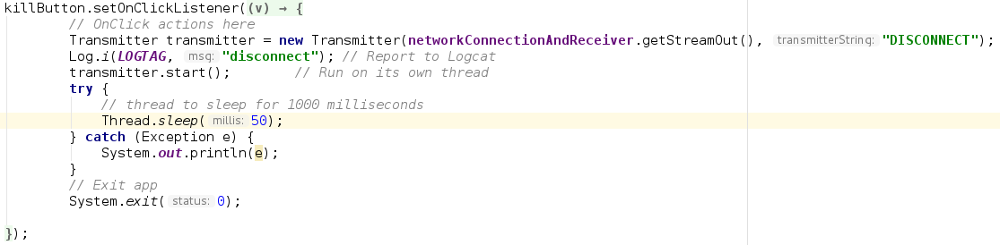 killButton.setOnClickListener((v) → {
// OnClick actions here
Transmitter transmitter = new Transmitter(networkConnectionAndReceiver.getStreamOut(), transmitterString: "DISCONNECT");
Log.i(LOGTAG, msg: "disconnect"); // Report to Logcat
transmitter.start(); // Run on its own thread
try {
// thread to sleep for 1000 milliseconds
Thread.sleep( millis: 50);
} catch (Exception e) {
System.out.println(e);
}
// Exit app
System.exit( status: 0);
});